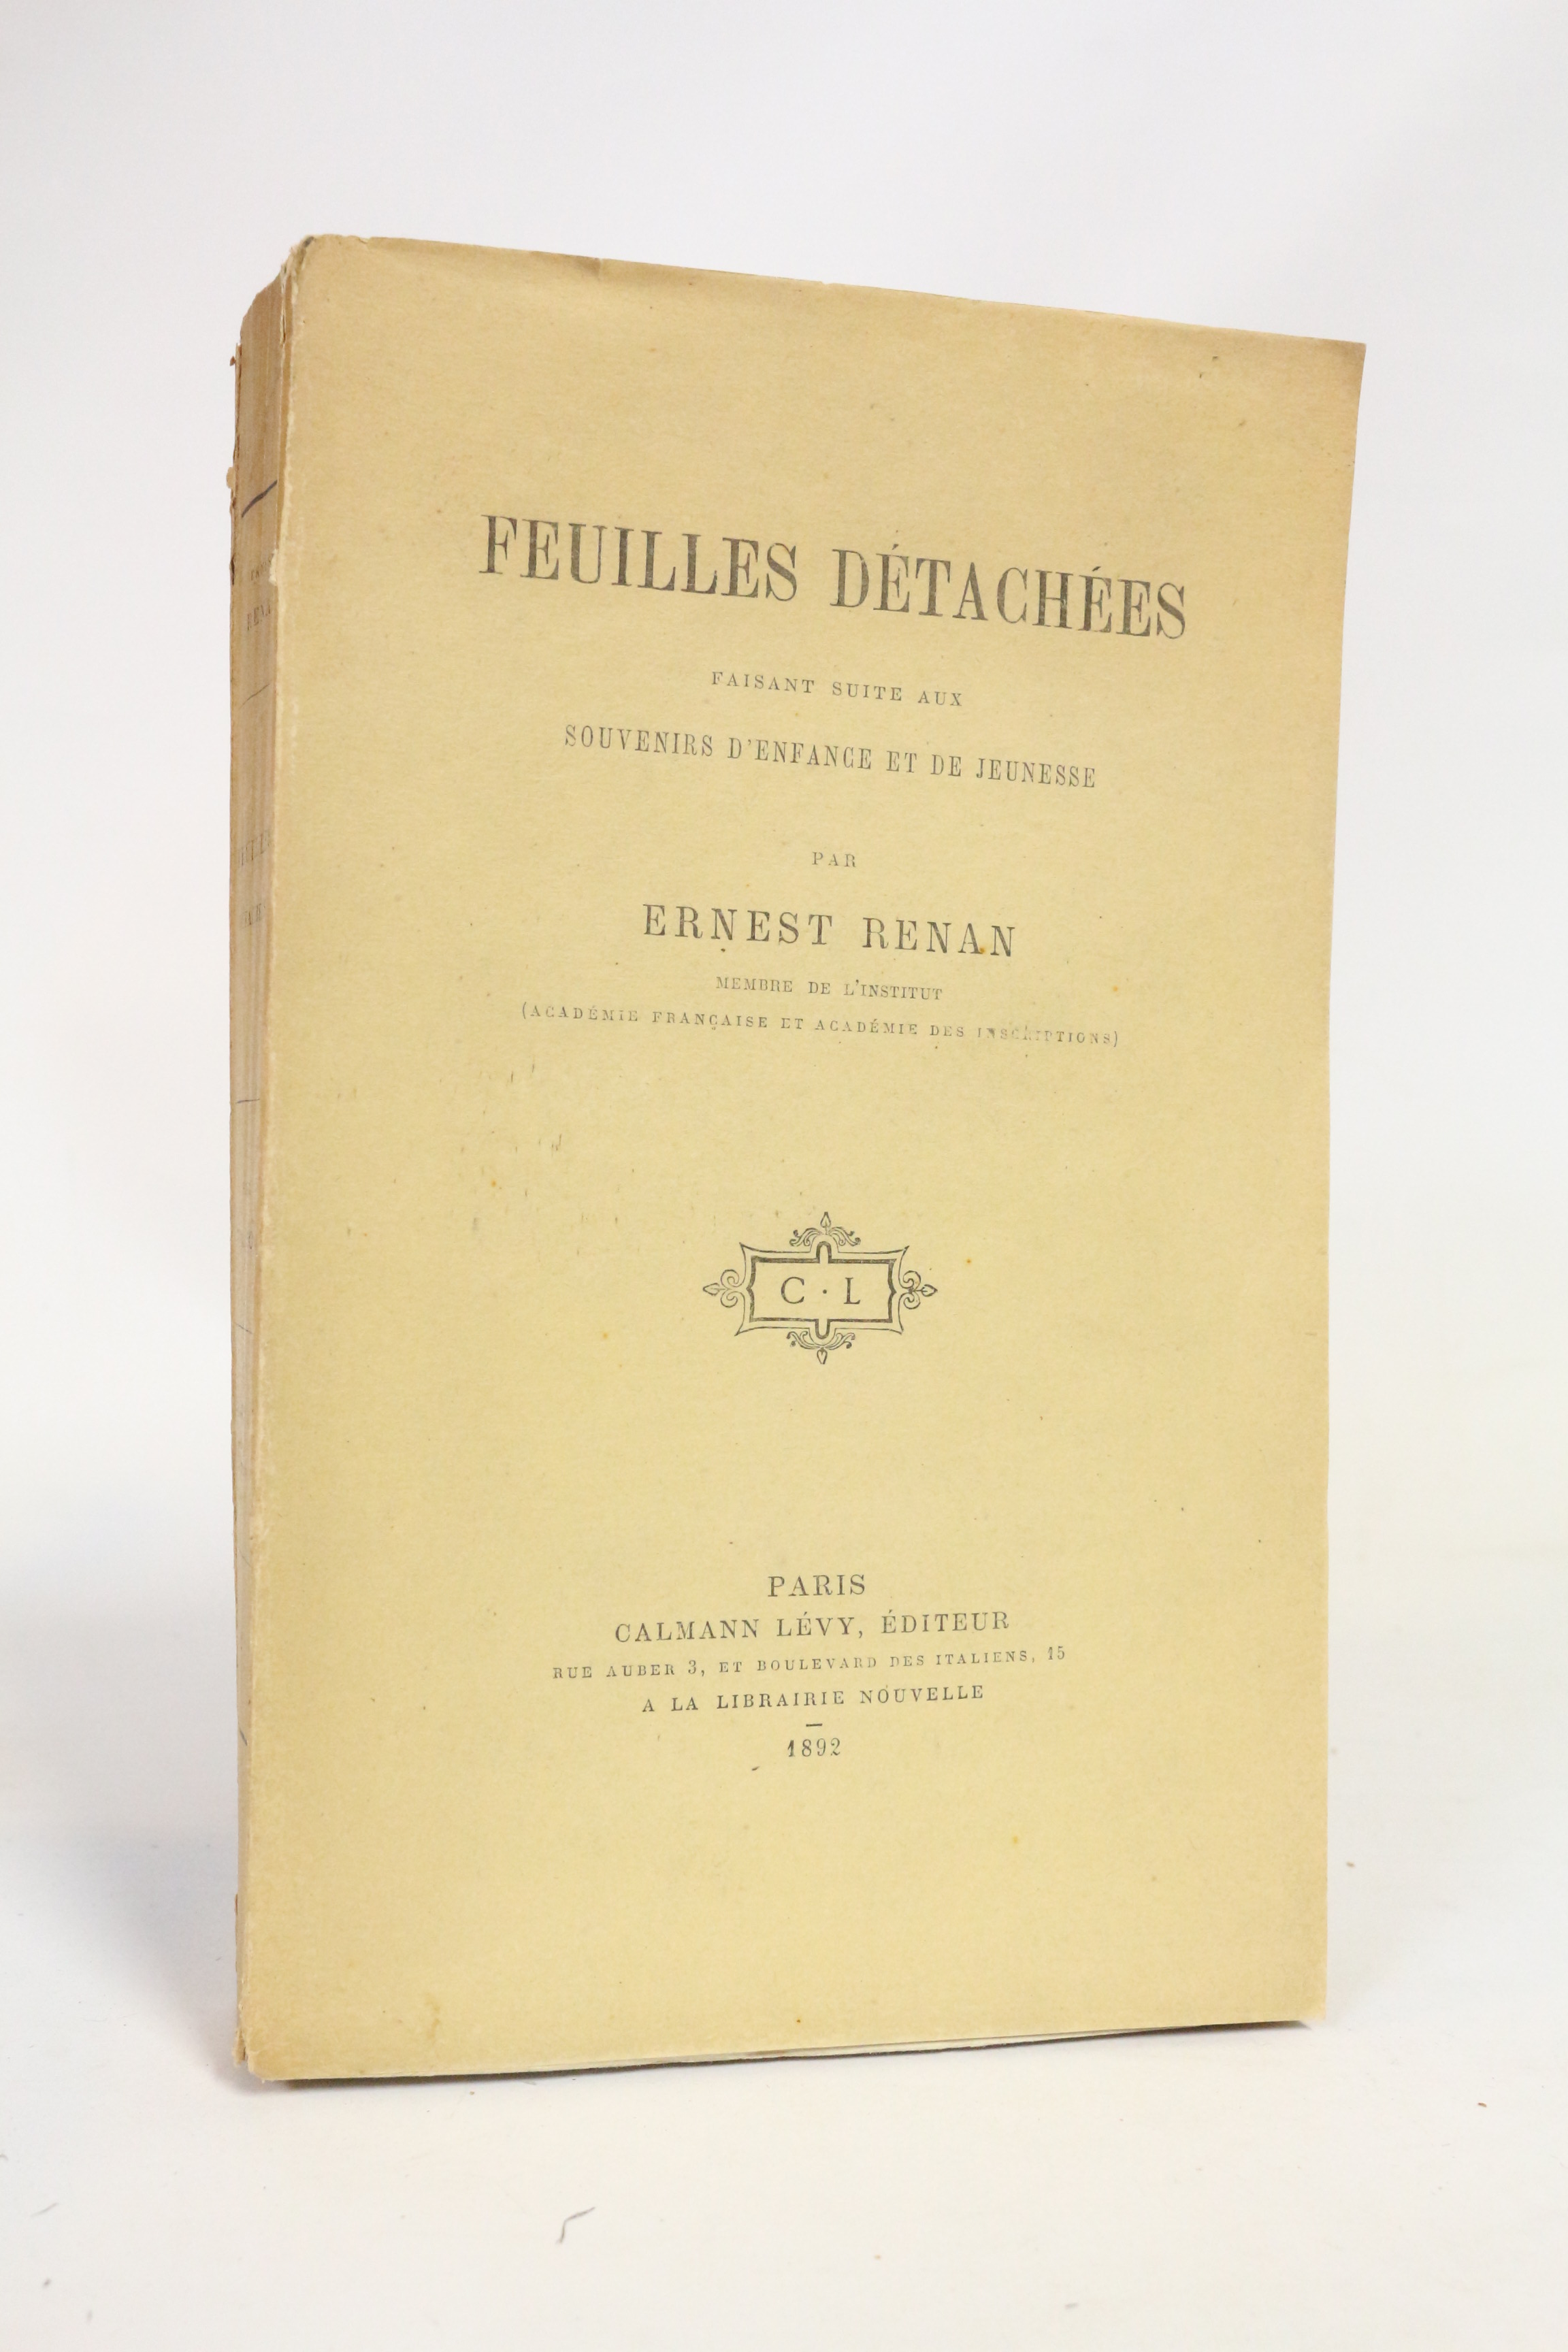 FEUILLES DÉTACHÉES
FAISANT SUITE AUX
SOUVENIRS D'ENFANCE ET DE JEUNESSE
PAR
ERNEST RENAN
MEMBRE DE L'INSTITUT
(ACADÉMIE FRANÇAISE ET ACADÉMIE DES INSCRIPTIONS)
C · L
PARIS
CALMANN LÉVY, ÉDITEUR
RUE AUBER 3, ET BOULEVARD DES ITALIENS, 15
A LA LIBRAIRIE NOUVELLE
1892